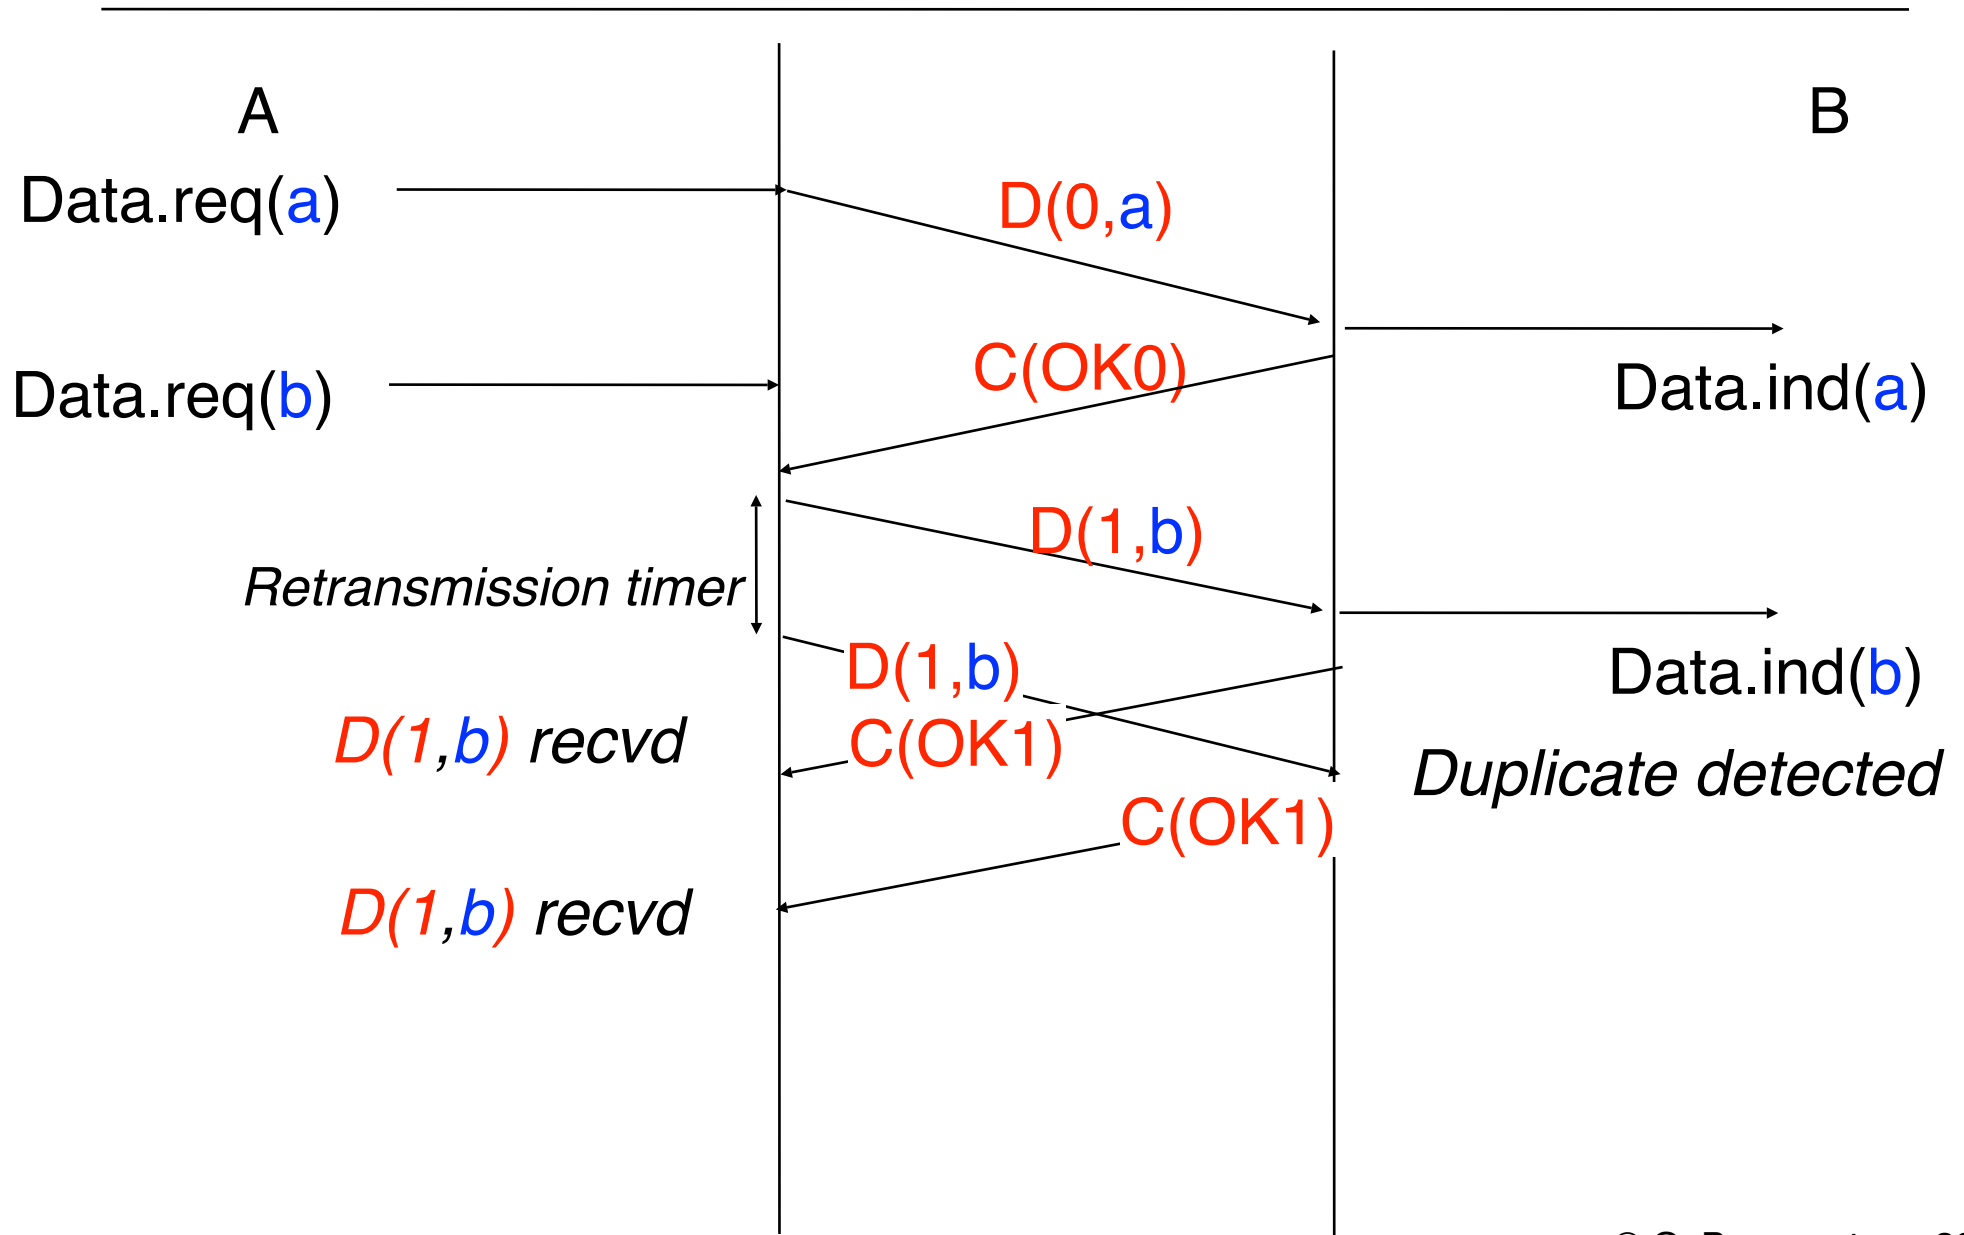 A
B
Data.req(a)
D(0,a)
C(OK0)
Data.req(b)
Data.ind(a)
D(1,b)
Retransmission timer
D(1,b)
Data.ind(b)
D(1,b) recvd
C(OK1)
Duplicate detected
C(OK1)
D(1,b) recvd